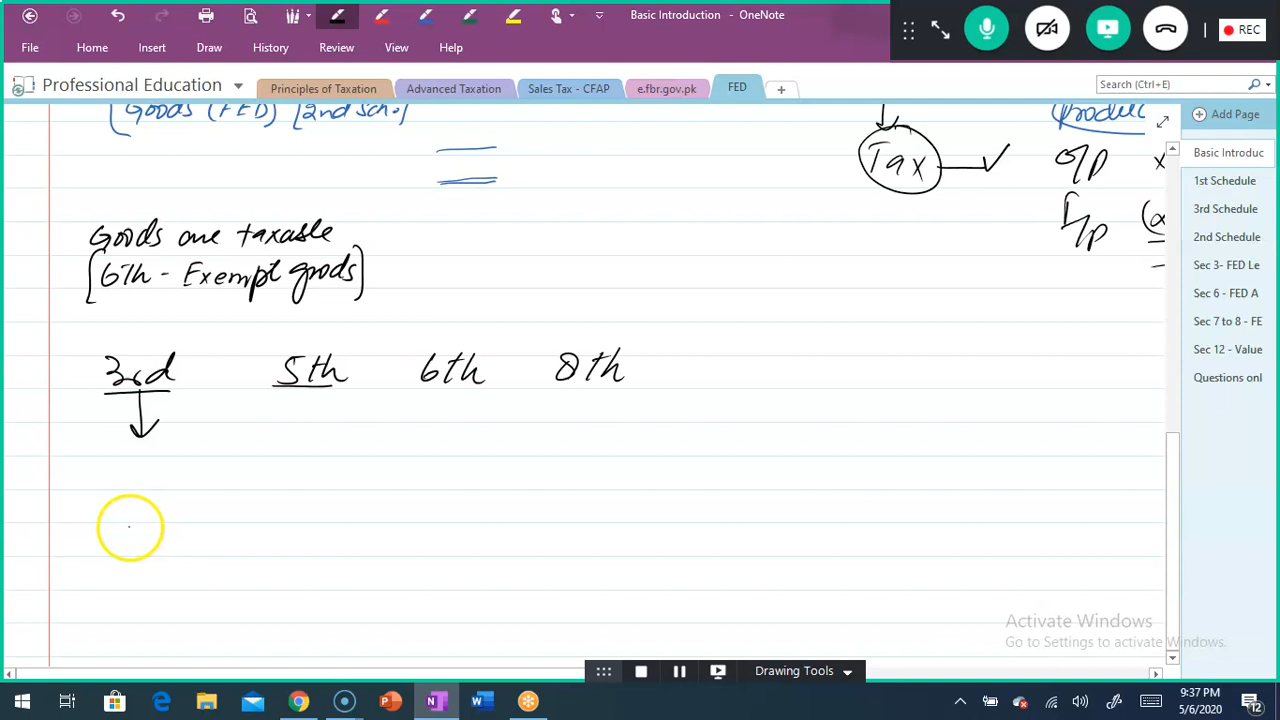 Basic Introduction - OneNote
REC
File Home Insert Draw History Review View Help
Professional Education
Principles of Taxation
Advanced Taxation
Sales Tax - CFAP
e.fbr.gov.pk
FED
Search (Ctrl+E)
Add Page
Basic Introduc
1st Schedule
3rd Schedule
2nd Schedule
Sec 3- FED Le
Sec 6 - FED A
Sec 7 to 8 - FE
Sec 12 - Value
Questions onl
Goods (FED) [2nd Sch.]
Tax
Produc
O/p x
I/p
Goods are taxable
[6th - Exempt goods]
3rd 5th 6th 8th
Activate Windows
Go to Settings to activate Windows.
Drawing Tools
9:37 PM
5/6/2020
12